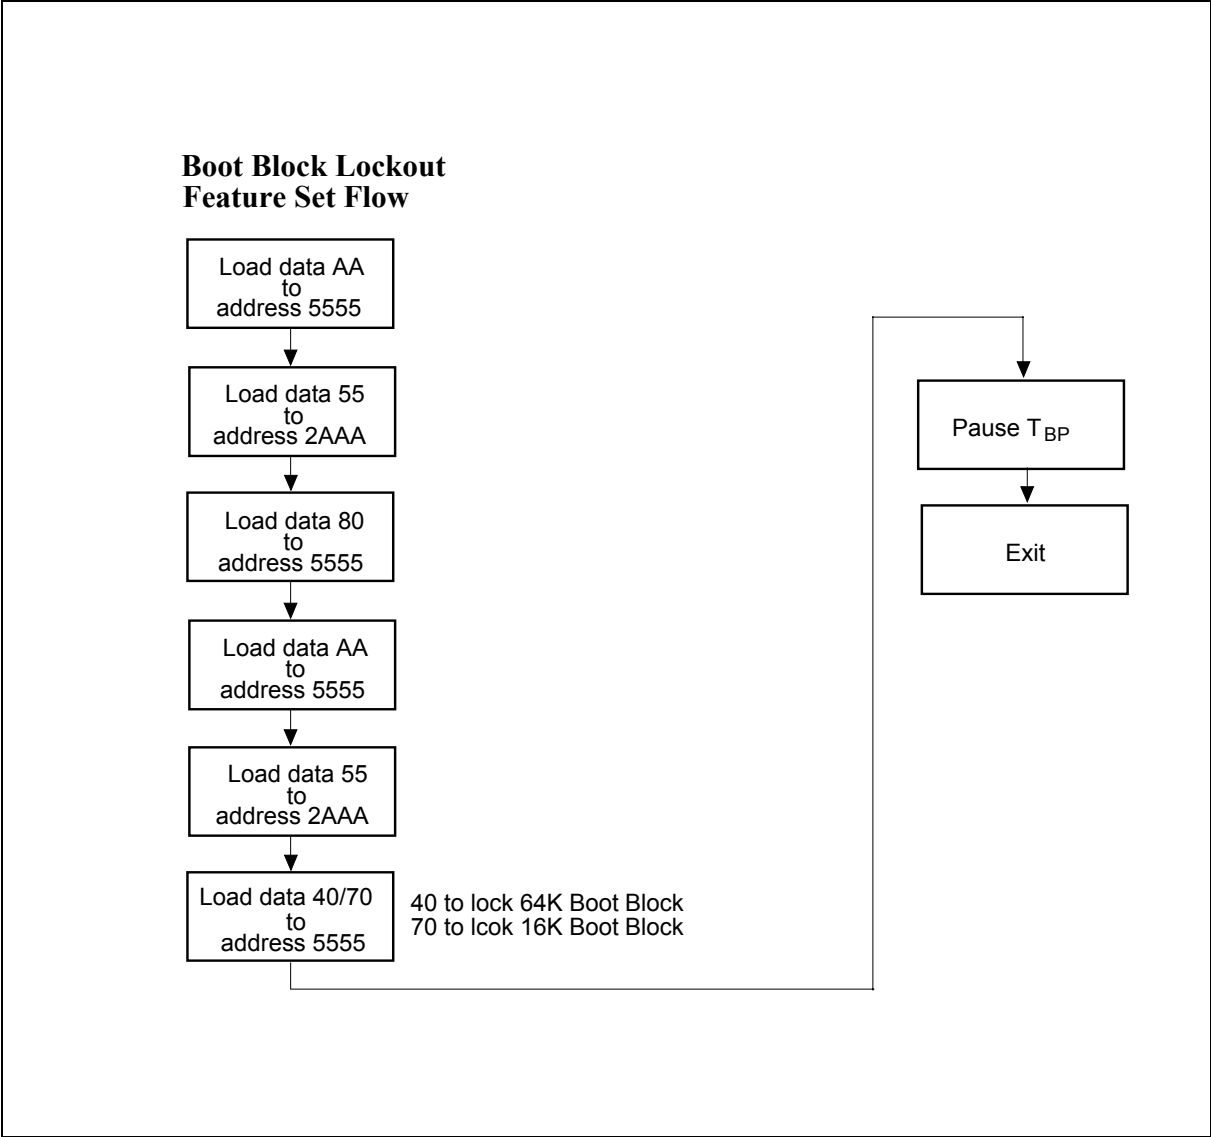 Boot Block Lockout
Feature Set Flow
Load data AA
to
address 5555
Load data 55
to
address 2AAA
Load data 80
to
address 5555
Load data AA
to
address 5555
Load data 55
to
address 2AAA
Load data 40/70
to
address 5555
40 to lock 64K Boot Block
70 to lcok 16K Boot Block
Pause TBP
Exit